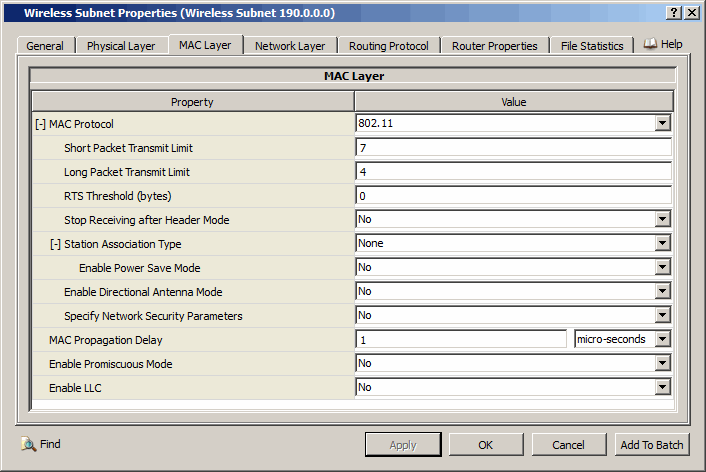 Wireless Subnet Properties (Wireless Subnet 190.0.0.0)
General Physical Layer MAC Layer Network Layer Routing Protocol Router Properties File Statistics Help
MAC Layer
Property Value
[-] MAC Protocol 802.11
Short Packet Transmit Limit 7
Long Packet Transmit Limit 4
RTS Threshold (bytes) 0
Stop Receiving after Header Mode No
[-] Station Association Type None
Enable Power Save Mode No
Enable Directional Antenna Mode No
Specify Network Security Parameters No
MAC Propagation Delay 1 micro-seconds
Enable Promiscuous Mode No
Enable LLC No
Find Apply OK Cancel Add To Batch